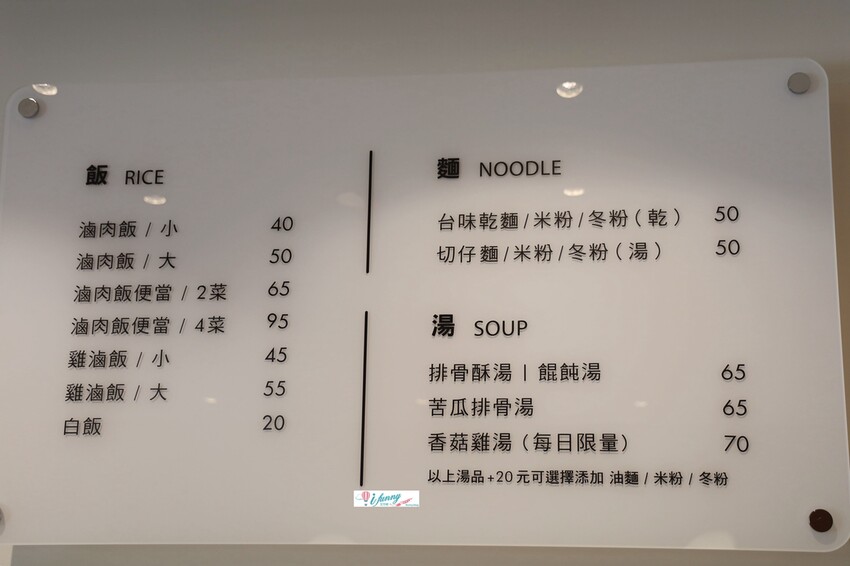 飯 RICE
滷肉飯 / 小 40
滷肉飯 / 大 50
滷肉飯便當 / 2菜 65
滷肉飯便當 / 4菜 95
雞滷飯 / 小 45
雞滷飯 / 大 55
白飯 20
麵 NOODLE
台味乾麵/米粉/冬粉(乾) 50
切仔麵/米粉/冬粉(湯) 50
湯 SOUP
排骨酥湯 | 餛飩湯 65
苦瓜排骨湯 65
香菇雞湯(每日限量) 70
以上湯品+20元可選擇添加 油麵 / 米粉 / 冬粉
Yunny